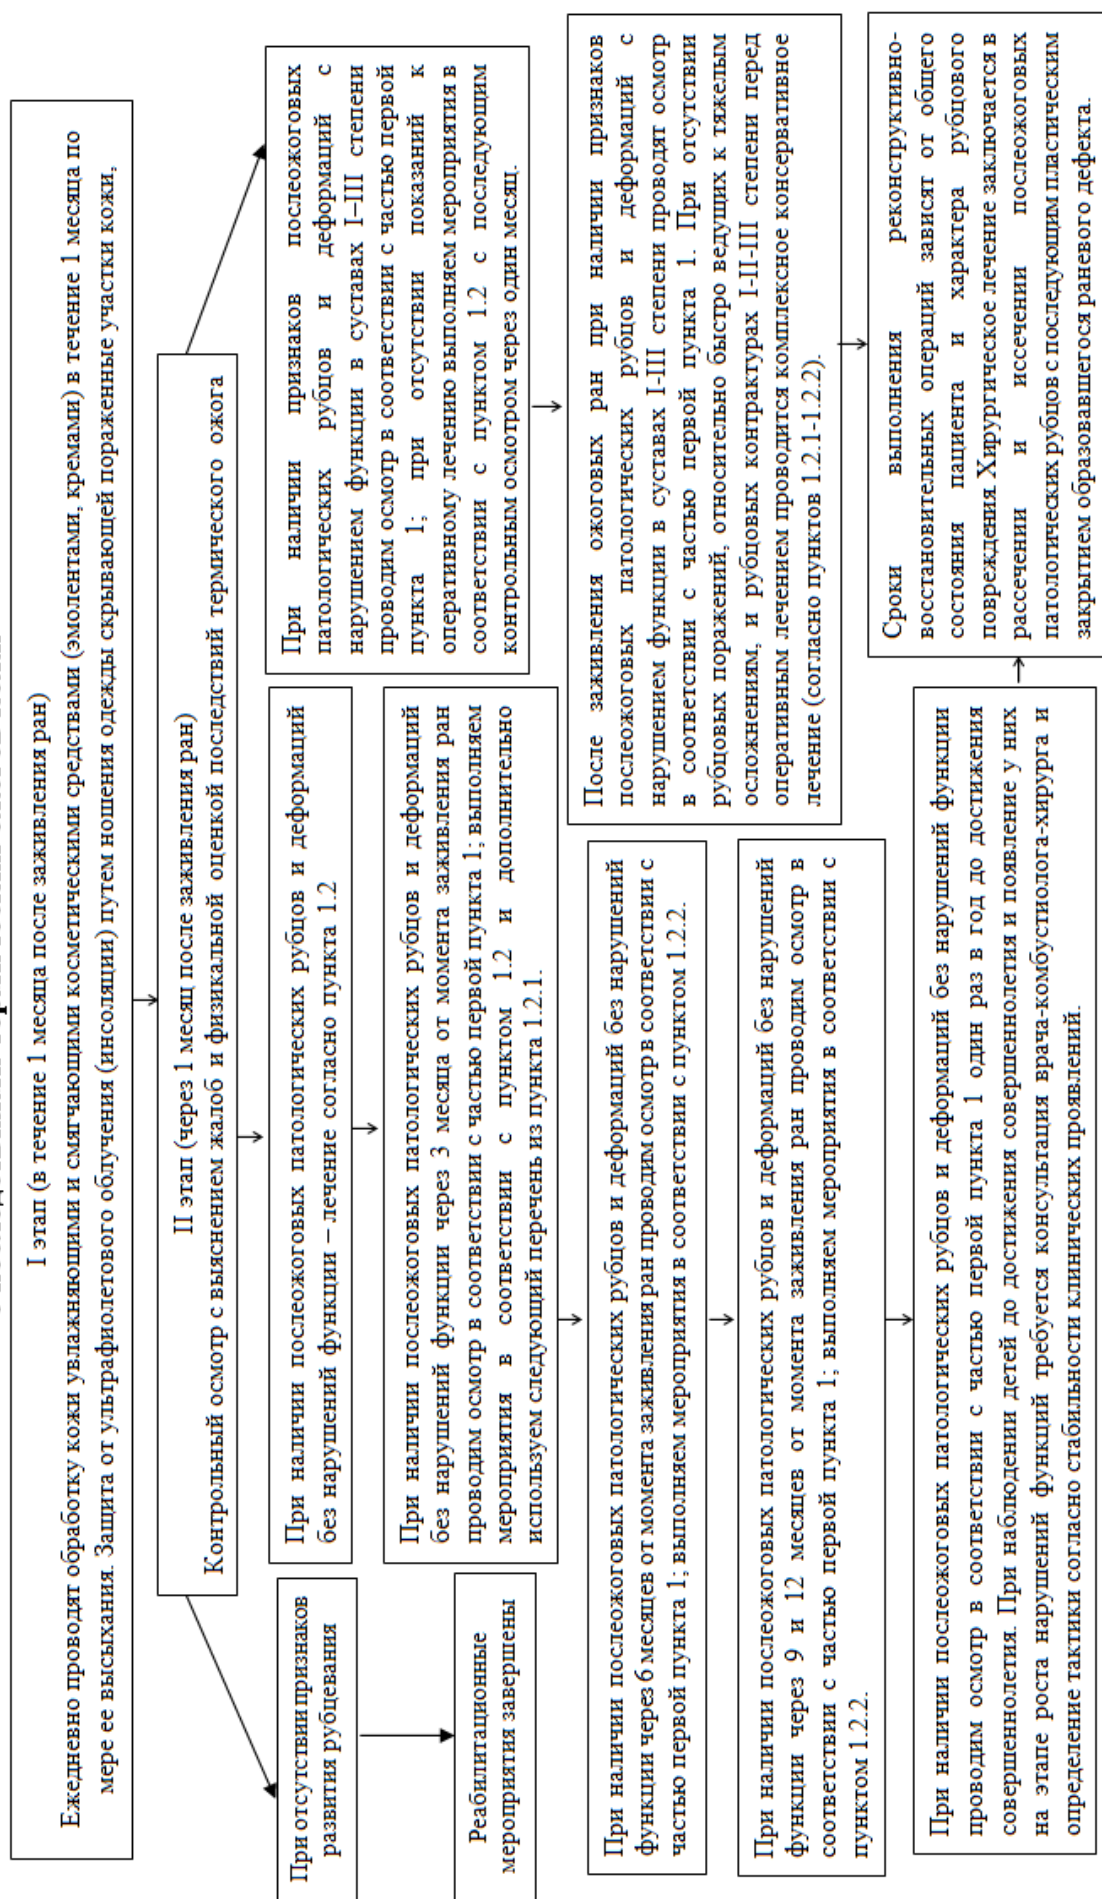 I этап (в течение 1 месяца после заживления ран)
Ежедневно проводят обработку кожи увлажняющими и смягчающими косметическими средствами (эмолентами, кремами) в течение 1 месяца по
мере ее высыхания. Защита от ультрафиолетового облучения (инсоляции) путем ношения одежды скрывающей пораженные участки кожи,
II этап (через 1 месяц после заживления ран)
Контрольный осмотр с выяснением жалоб и физикальной оценкой последствий термического ожога
При отсутствии признаков
развития рубцевания
Реабилитационные
мероприятия завершены
При наличии послеожоговых патологических рубцов и деформаций
без нарушений функции – лечение согласно пункта 1.2
При наличии послеожоговых патологических рубцов и деформаций
без нарушений функции через 3 месяца от момента заживления ран
проводим осмотр в соответствии с частью первой пункта 1; выполняем
мероприятия в соответствии с пунктом 1.2 и дополнительно
используем следующий перечень из пункта 1.2.1.
При наличии признаков послеожоговых
патологических рубцов и деформаций с
нарушением функции в суставах I–III степени
проводим осмотр в соответствии с частью первой
пункта 1; при отсутствии показаний к
оперативному лечению выполняем мероприятия в
соответствии с пунктом 1.2 с последующим
контрольным осмотром через один месяц.
При наличии послеожоговых патологических рубцов и деформаций без нарушений
функции через 6 месяцев от момента заживления ран проводим осмотр в соответствии с
частью первой пункта 1; выполняем мероприятия в соответствии с пунктом 1.2.2.
После заживления ожоговых ран при наличии признаков
послеожоговых патологических рубцов и деформаций с
нарушением функции в суставах I-III степени проводят осмотр
в соответствии с частью первой пункта 1. При отсутствии
рубцовых поражений, относительно быстро ведущих к тяжелым
осложнениям, и рубцовых контрактурах I-II-III степени перед
оперативным лечением проводится комплексное консервативное
лечение (согласно пунктов 1.2.1-1.2.2).
При наличии послеожоговых патологических рубцов и деформаций без нарушений
функции через 9 и 12 месяцев от момента заживления ран проводим осмотр в
соответствии с частью первой пункта 1; выполняем мероприятия в соответствии с
пунктом 1.2.2.
При наличии послеожоговых патологических рубцов и деформаций без нарушений функции
проводим осмотр в соответствии с частью первой пункта 1 один раз в год до достижения
совершеннолетия. При наблюдении детей до достижения совершеннолетия и появление у них
на этапе роста нарушений функций требуется консультация врача-комбустиолога-хирурга и
определение тактики согласно стабильности клинических проявлений.
Сроки выполнения реконструктивно-
восстановительных операций зависят от общего
состояния пациента и характера рубцового
повреждения. Хирургическое лечение заключается в
рассечении и иссечении послеожоговых
патологических рубцов с последующим пластическим
закрытием образовавшегося раневого дефекта.